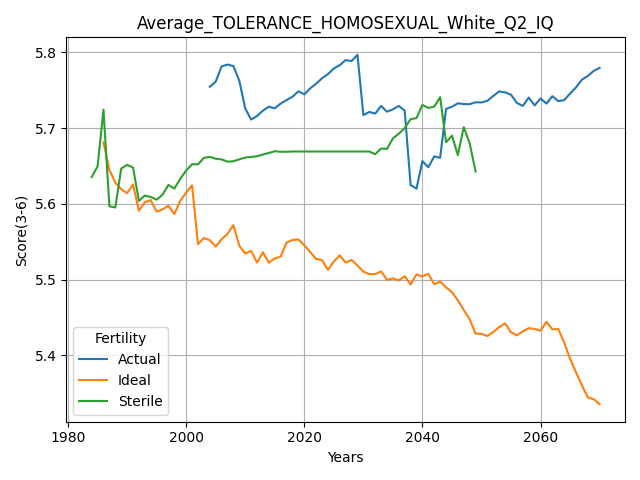 Average_TOLERANCE_HOMOSEXUAL_White_Q2_IQ
5.8
5.7
5.6
5.5
5.4
Score(3-6)
Fertility
Actual
Ideal
Sterile
1980 2000 2020 2040 2060
Years